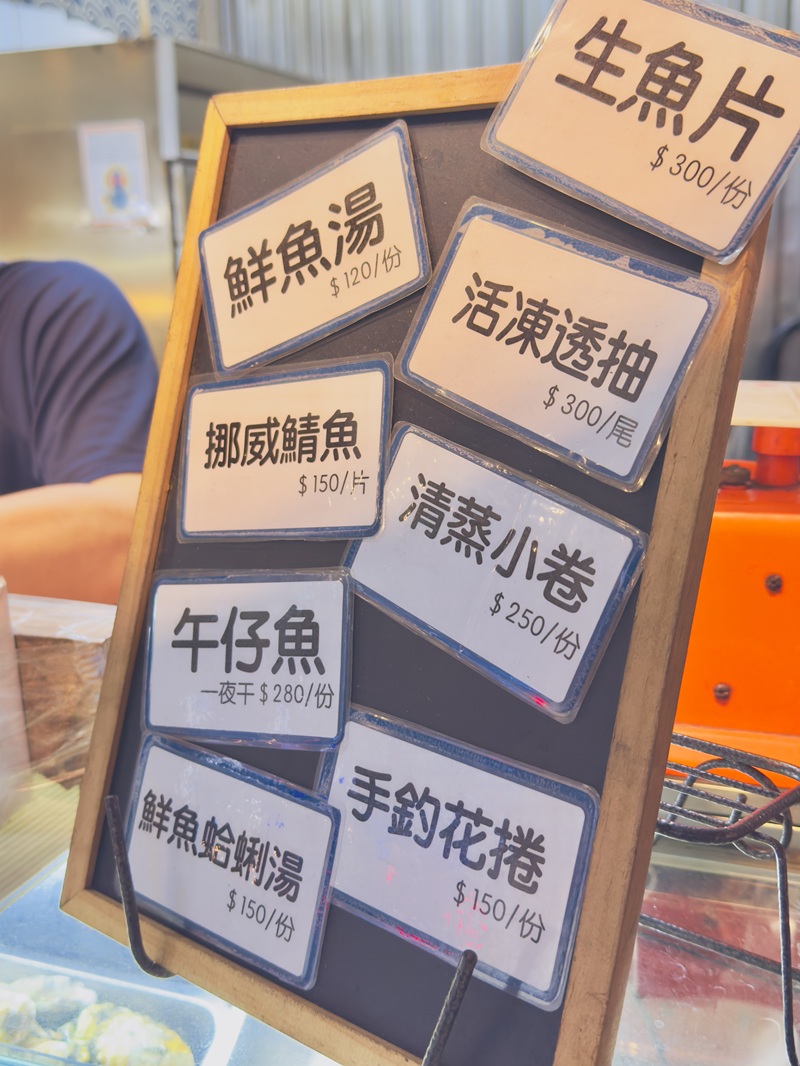 生魚片
$300/份
鮮魚湯
$120/份
活凍透抽
$300/尾
挪威鯖魚
$150/片
清蒸小卷
$250/份
午仔魚
一夜干 $280/份
手釣花捲
$150/份
鮮魚蛤蜊湯
$150/份